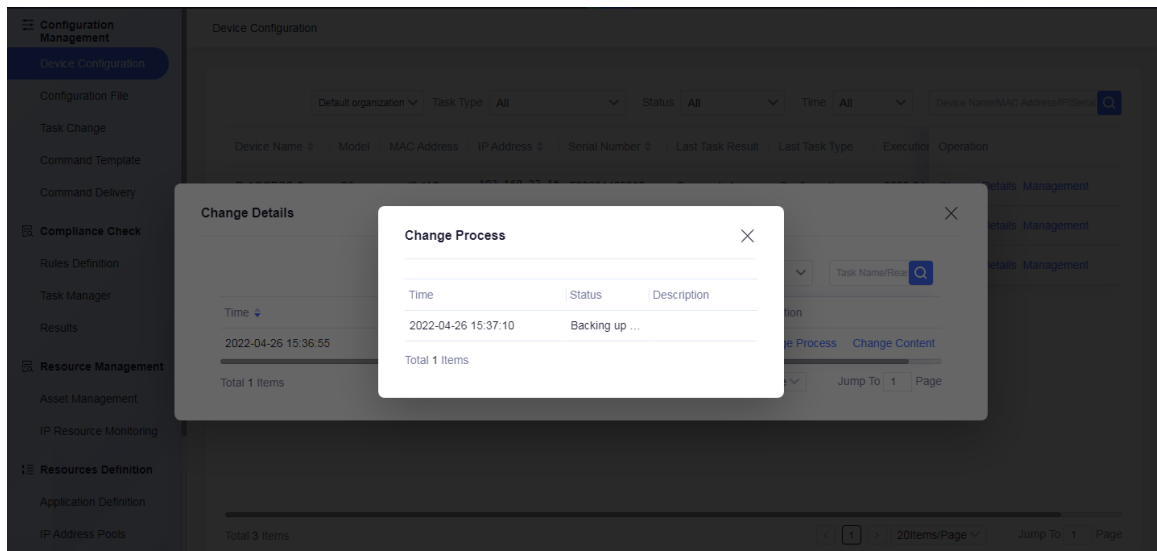 Configuration
Management
Device Configuration
Configuration File
Task Change
Command Template
Command Delivery
Compliance Check
Rules Definition
Task Manager
Results
Resource Management
Asset Management
IP Resource Monitoring
Resources Definition
Application Definition
IP Address Pools
Device Configuration
Default organization Task Type All Status All Time All Device Name/MAC Address/IP/Serial
Device Name Model MAC Address IP Address Serial Number Last Task Result Last Task Type Execution Operation
Details Management
Details Management
Details Management
Change Details
Task Name/Reas
Time
2022-04-26 15:36:55 Process Change Content
Total 1 Items Jump To 1 Page
Change Process
Time Status Description
2022-04-26 15:37:10 Backing up ...
Total 1 Items
Total 3 Items 1 20Items/Page Jump To 1 Page